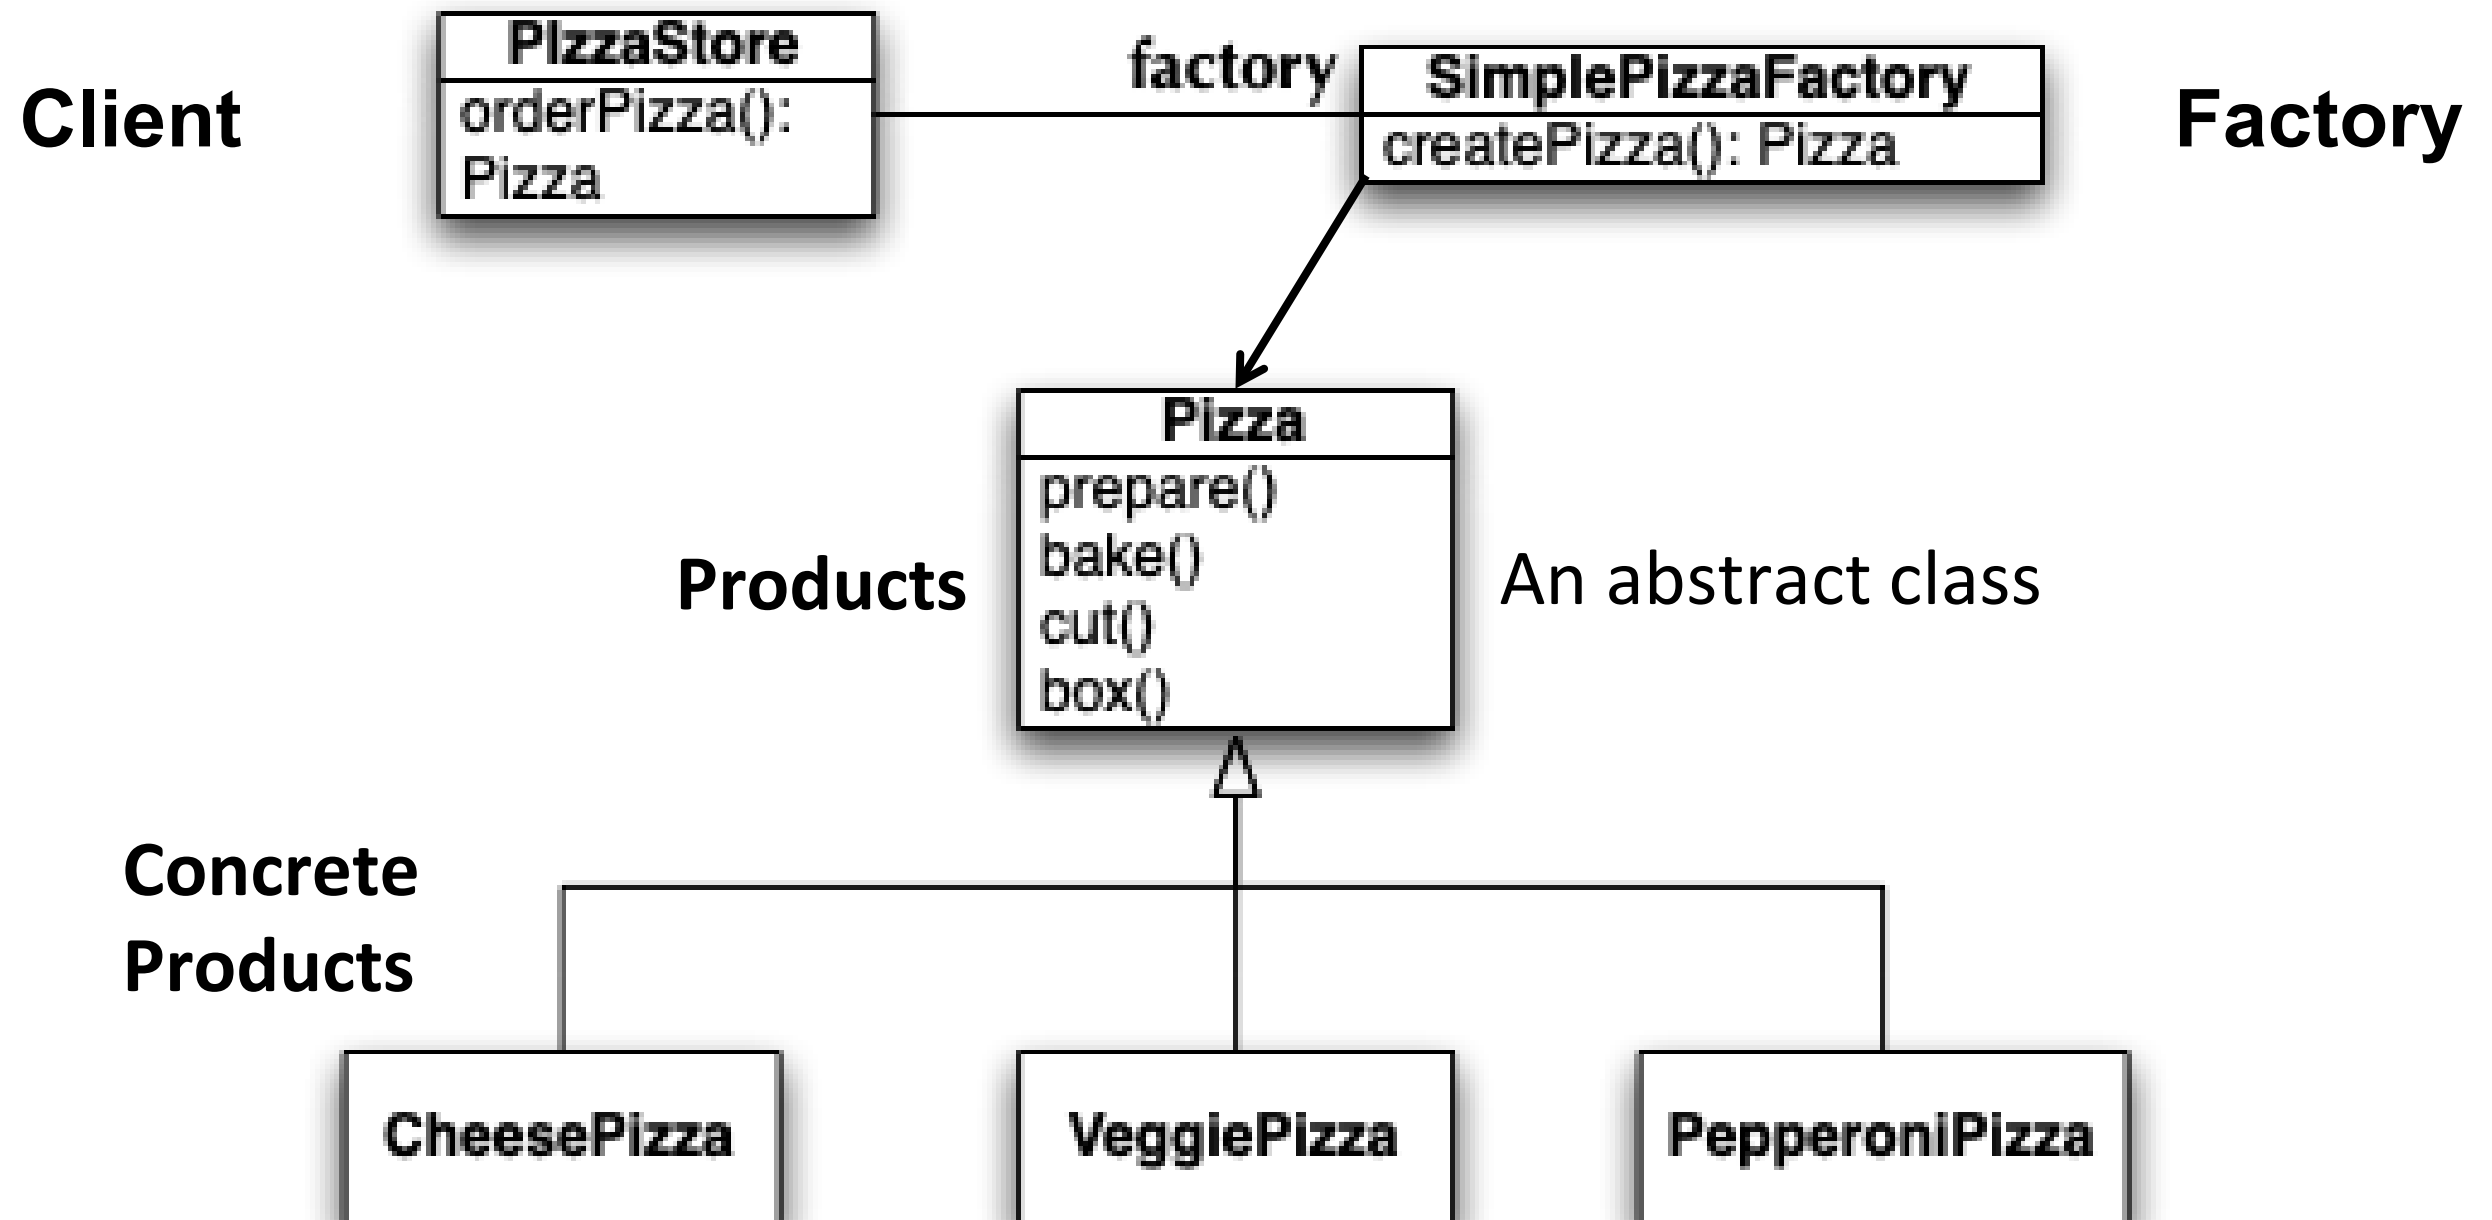 PIzzaStore
orderPizza():
Pizza
Client
factory
SimplePizzaFactory
createPizza(): Pizza
Factory
Pizza
prepare()
bake()
cut()
box()
Products
An abstract class
Concrete
Products
CheesePizza
VeggiePizza
PepperoniPizza